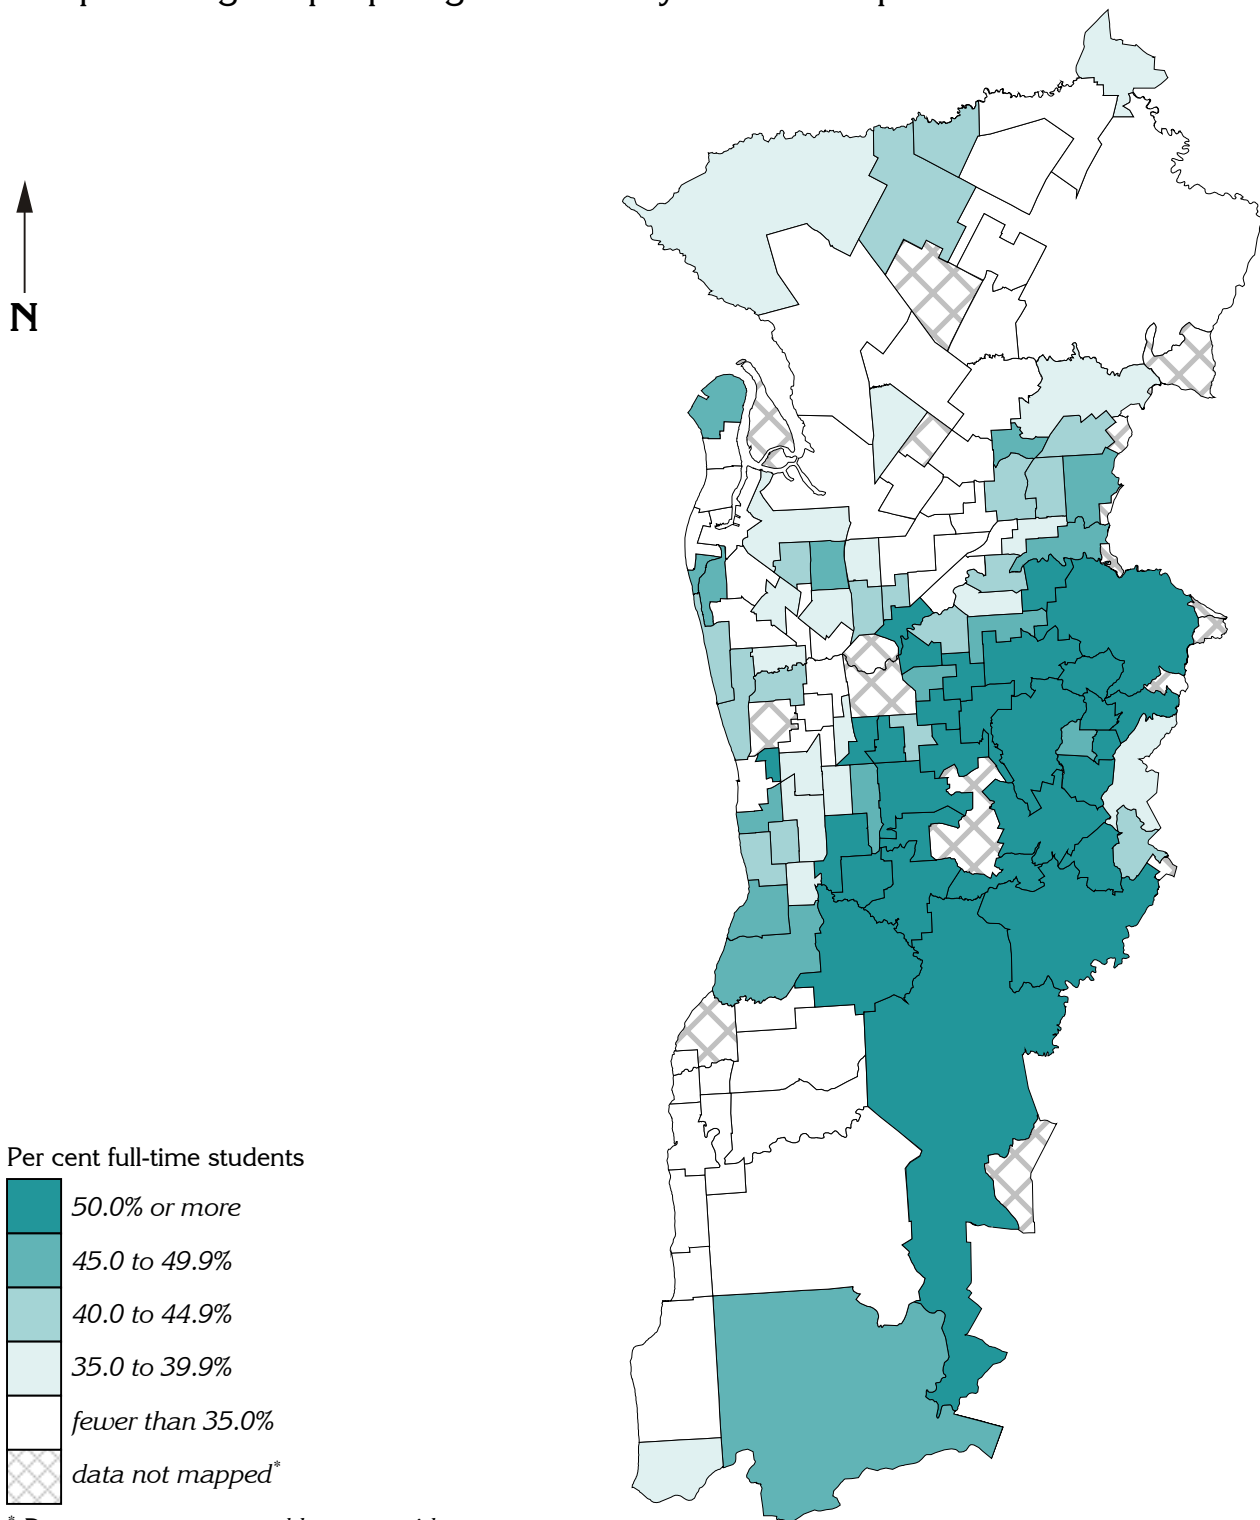 N
Per cent full-time students
50.0% or more
45.0 to 49.9%
40.0 to 44.9%
35.0 to 39.9%
fewer than 35.0%
data not mapped*